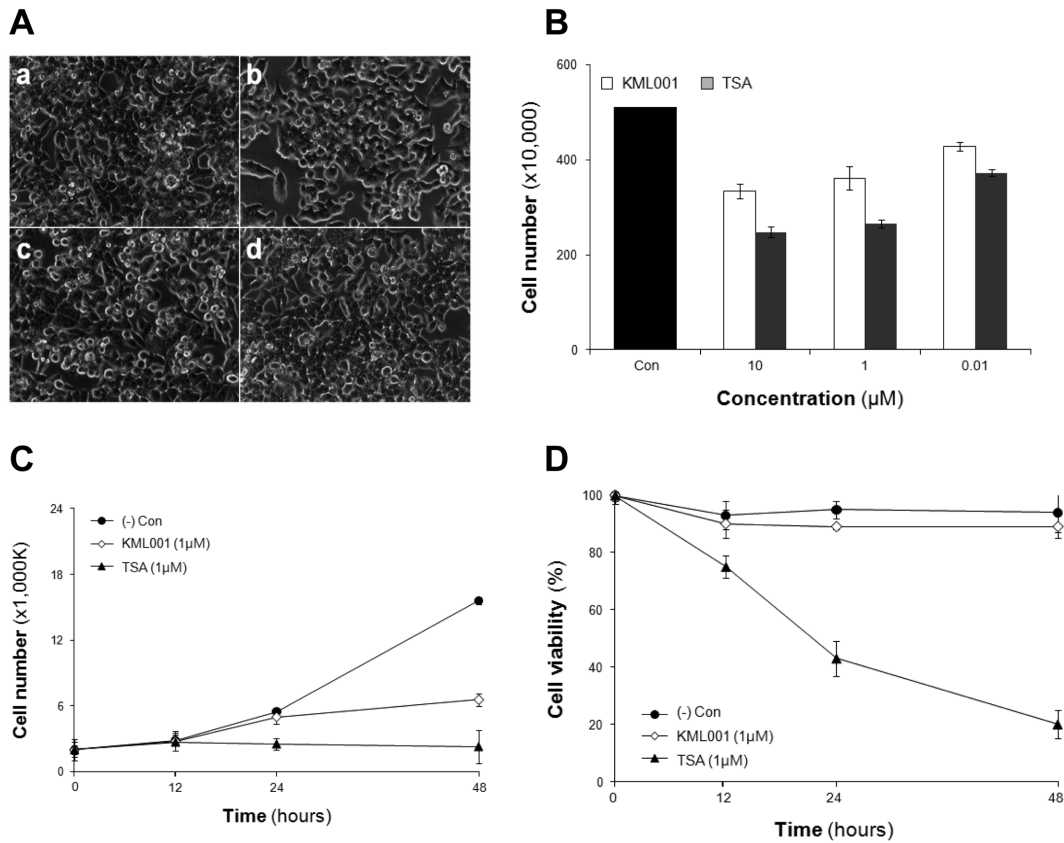 A
a
b
c
d
B
600
400
200
0
Cell number (x10,000)
KML001
TSA
Con
10
1
0.01
Concentration (µM)
C
24
18
12
6
0
Cell number (x1,000K)
(-) Con
KML001 (1µM)
TSA (1µM)
0
12
24
48
Time (hours)
D
100
80
60
40
20
0
Cell viability (%)
(-) Con
KML001 (1µM)
TSA (1µM)
0
12
24
48
Time (hours)